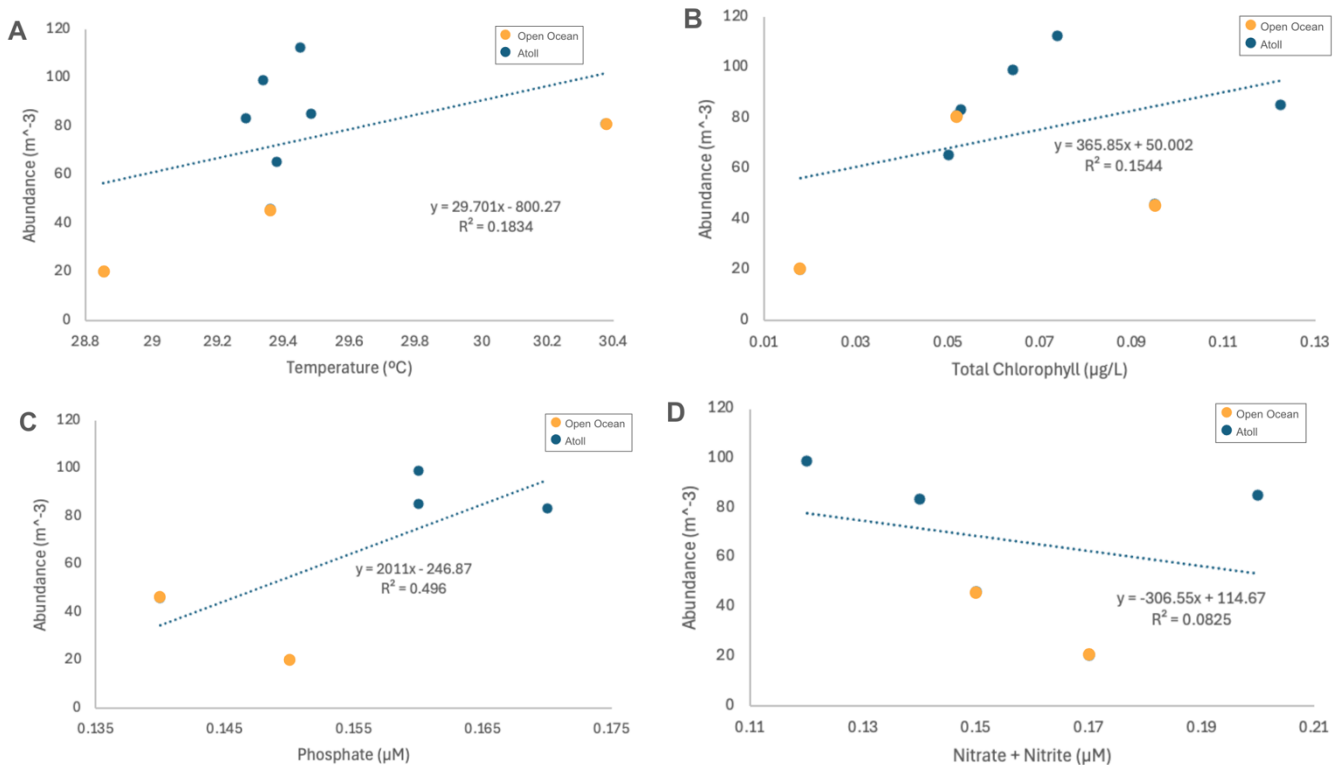 A
Open Ocean
Atoll
120
100
80
60
40
20
0
Abundance (m^-3)
y = 29.701x - 800.27
R² = 0.1834
28.8 29 29.2 29.4 29.6 29.8 30 30.2 30.4
Temperature (ºC)
B
Open Ocean
Atoll
120
100
80
60
40
20
0
Abundance (m^-3)
y = 365.85x + 50.002
R² = 0.1544
0.01 0.03 0.05 0.07 0.09 0.11 0.13
Total Chlorophyll (µg/L)
C
Open Ocean
Atoll
120
100
80
60
40
20
0
Abundance (m^-3)
y = 2011x - 246.87
R² = 0.496
0.135 0.145 0.155 0.165 0.175
Phosphate (µM)
D
Open Ocean
Atoll
120
100
80
60
40
20
0
Abundance (m^-3)
y = -306.55x + 114.67
R² = 0.0825
0.11 0.13 0.15 0.17 0.19 0.21
Nitrate + Nitrite (µM)